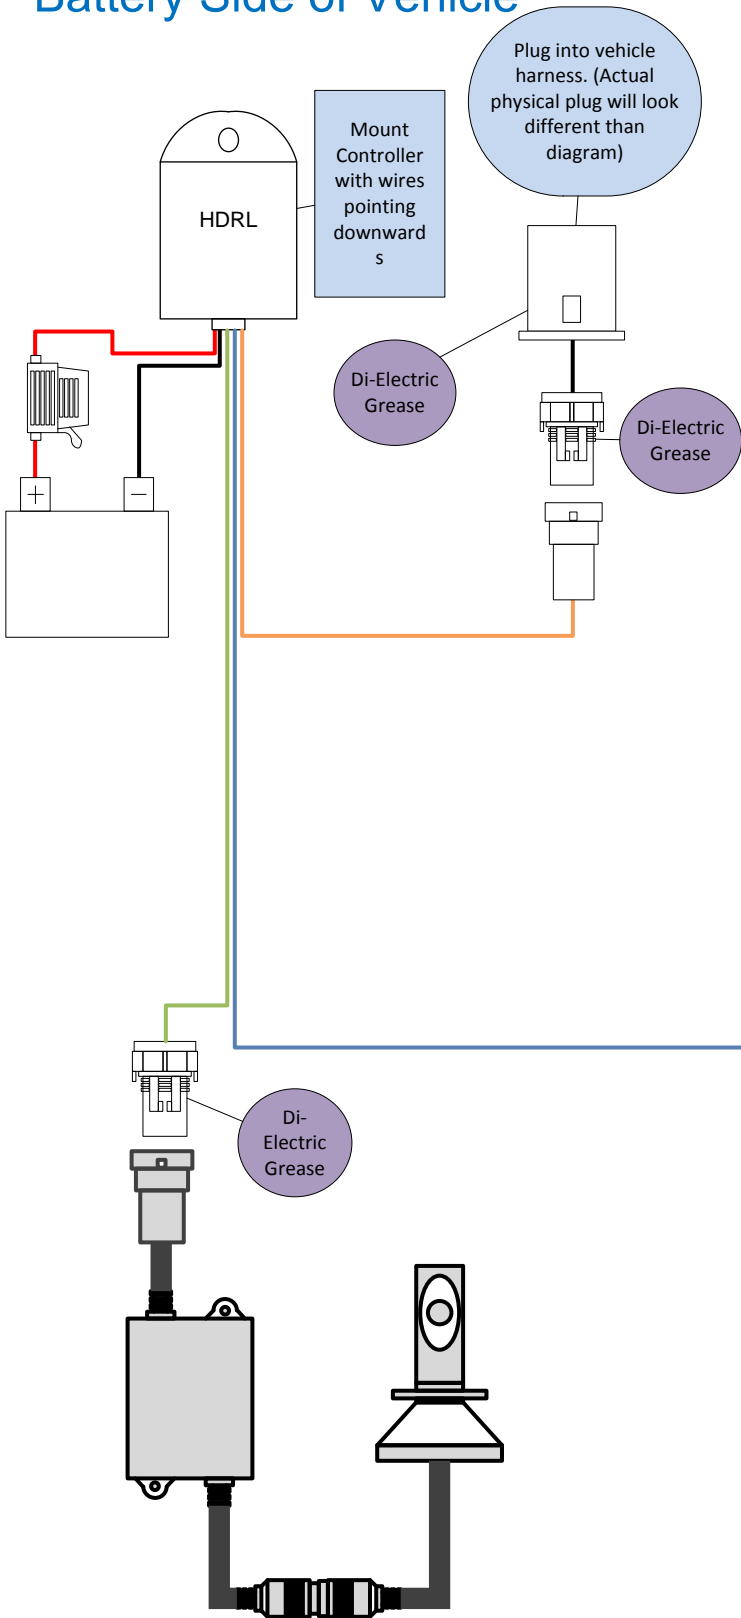 Battery Side of Vehicle
Plug into vehicle
harness. (Actual
physical plug will look
different than
diagram)
Mount
Controller
with wires
pointing
downward
s
HDRL
Di-Electric
Grease
Di-Electric
Grease
+
−
Di-
Electric
Grease